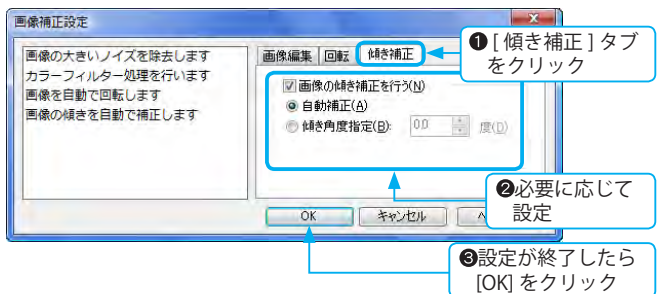 画像補正設定
画像の大きいノイズを除去します
カラーフィルター処理を行います
画像を自動で回転します
画像の傾きを自動で補正します
画像編集 回転 傾き補正
画像の傾き補正を行う(N)
自動補正(A)
傾き角度指定(B): 0.0 度(D)
OK キャンセル
❶[ 傾き補正 ] タブ
をクリック
❷必要に応じて
設定
❸設定が終了したら
[OK] をクリック